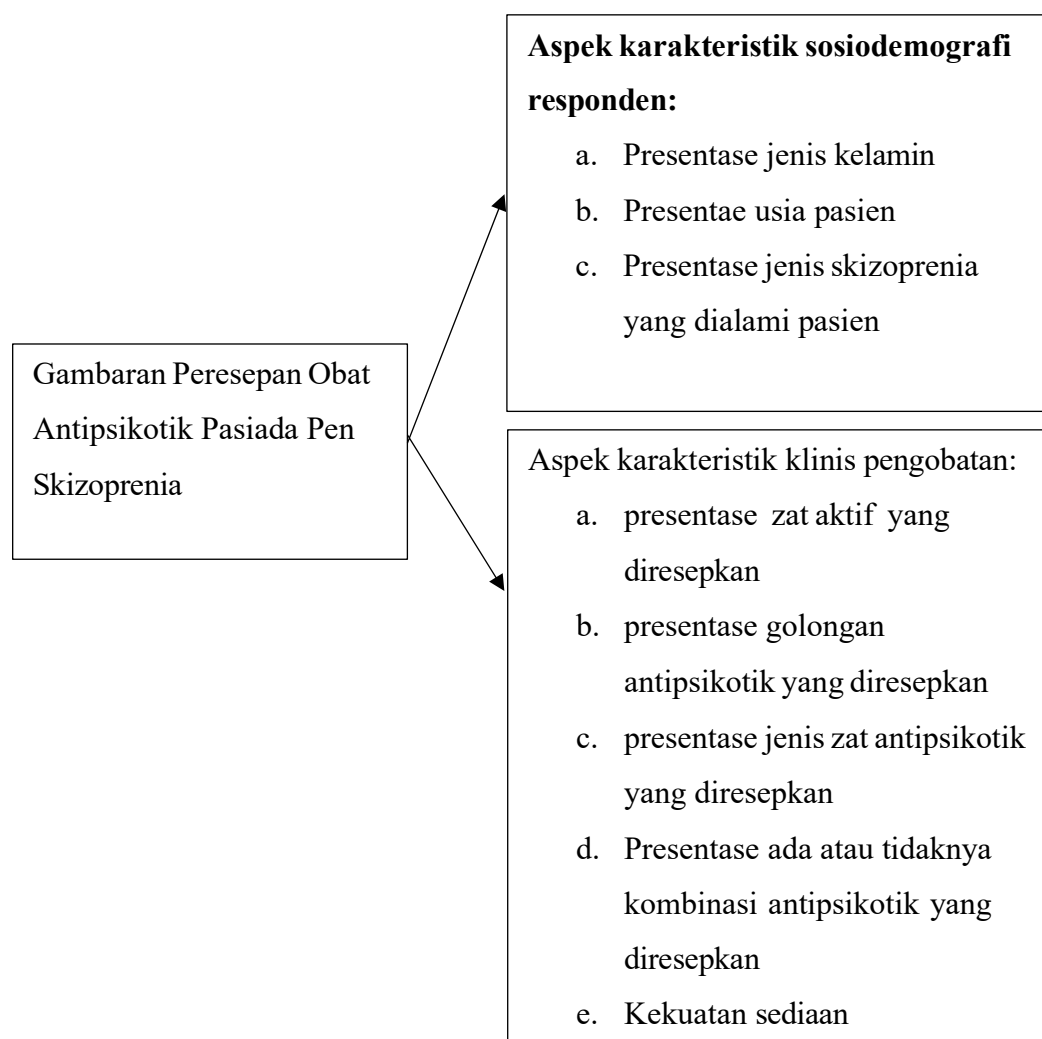 Gambaran Peresepan Obat
Antipsikotik Pasiada Pen
Skizoprenia
Aspek karakteristik sosiodemografi
responden:
a. Presentase jenis kelamin
b. Presentae usia pasien
c. Presentase jenis skizoprenia
yang dialami pasien
Aspek karakteristik klinis pengobatan:
a. presentase zat aktif yang
diresepkan
b. presentase golongan
antipsikotik yang diresepkan
c. presentase jenis zat antipsikotik
yang diresepkan
d. Presentase ada atau tidaknya
kombinasi antipsikotik yang
diresepkan
e. Kekuatan sediaan